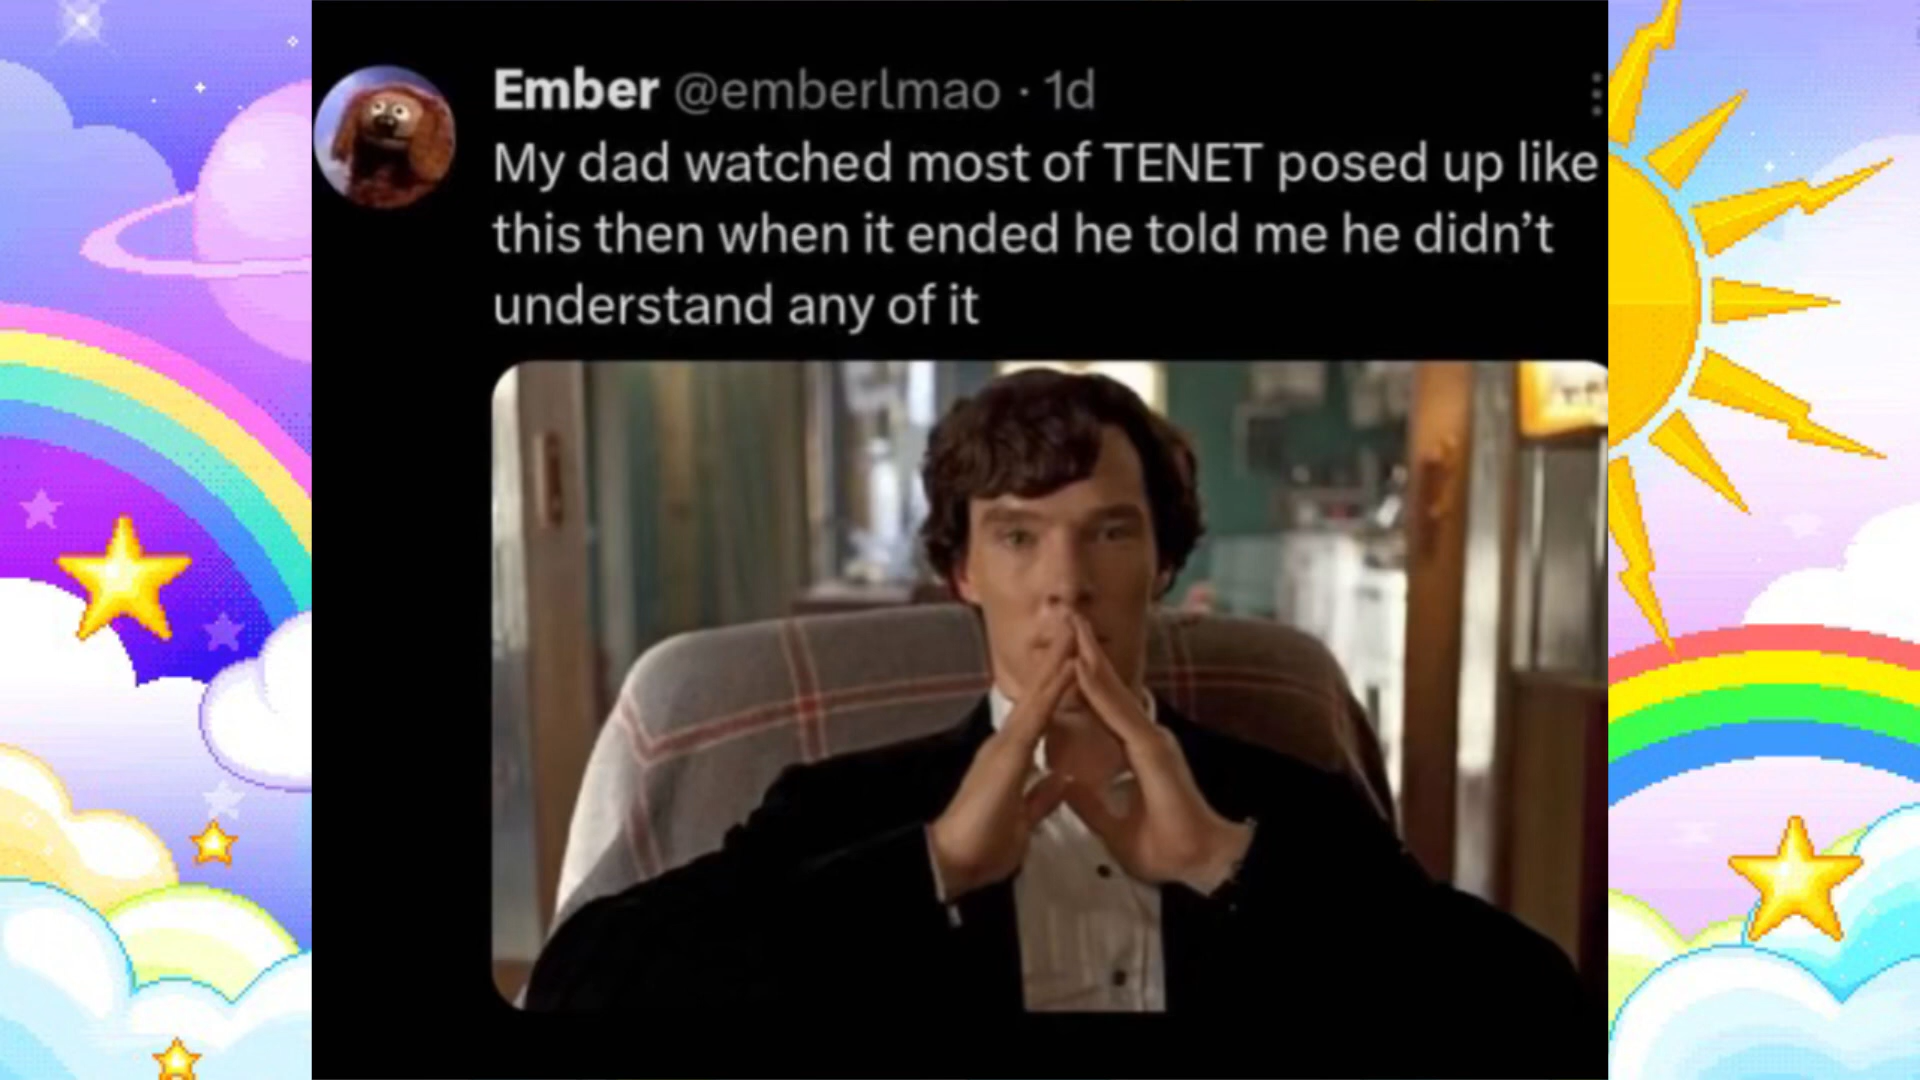 Ember @emberlmao · 1d
My dad watched most of TENET posed up like
this then when it ended he told me he didn’t
understand any of it